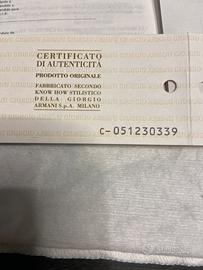 CERTIFICATO
DI AUTENTICITÀ
PRODOTTO ORIGINALE
FABBRICATO SECONDO
KNOW HOW STILISTICO
DELLA GIORGIO
ARMANI S.p.A. MILANO
C-051230339